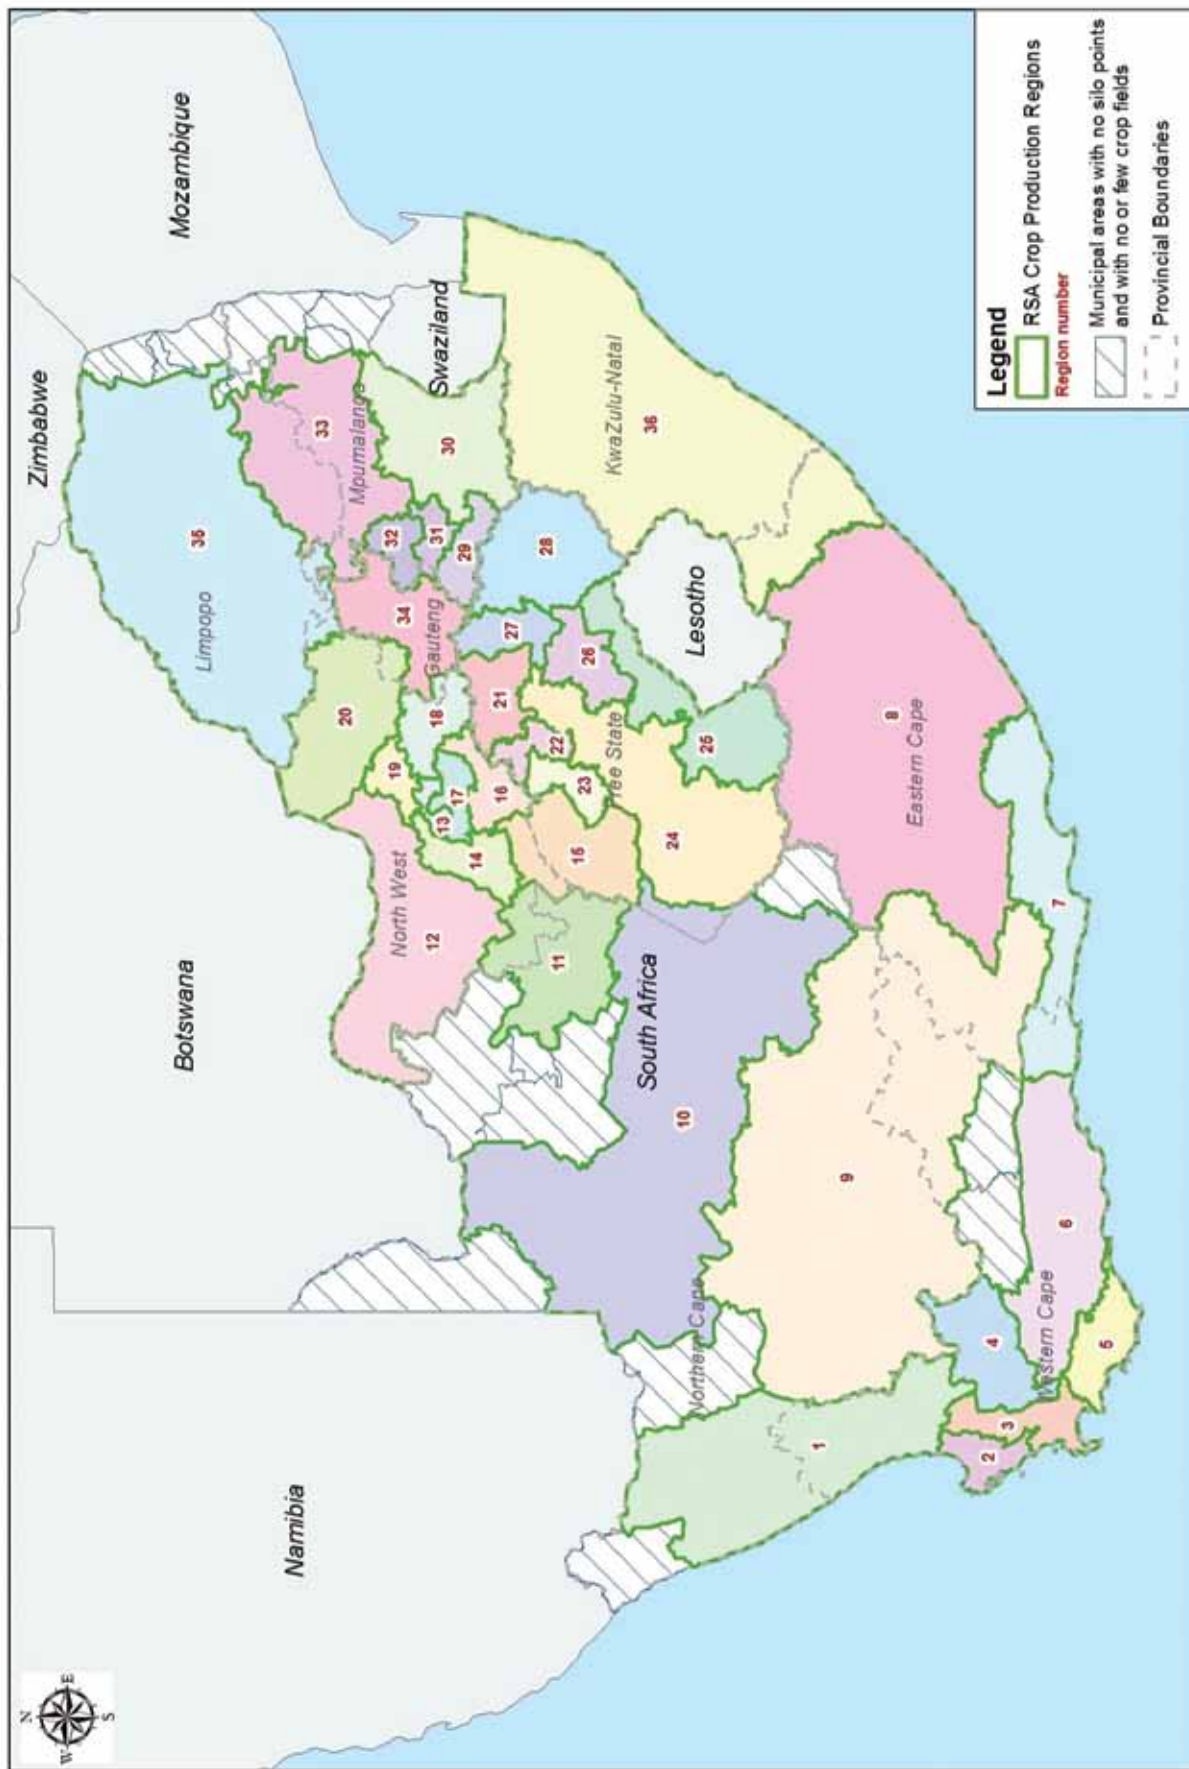 N
W
E
S
Zimbabwe
Mozambique
Botswana
Namibia
Limpopo
35
33
Mpumalanga
Swaziland
30
32
31
29
34
Gauteng
20
19
18
17
13
14
16
21
27
28
KwaZulu-Natal
36
North West
12
22
23
26
Free State
15
11
24
25
Lesotho
South Africa
10
8
Eastern Cape
7
9
Northern Cape
6
Western Cape
4
5
3
2
1
Legend
RSA Crop Production Regions
Region number
Municipal areas with no silo points
and with no or few crop fields
Provincial Boundaries